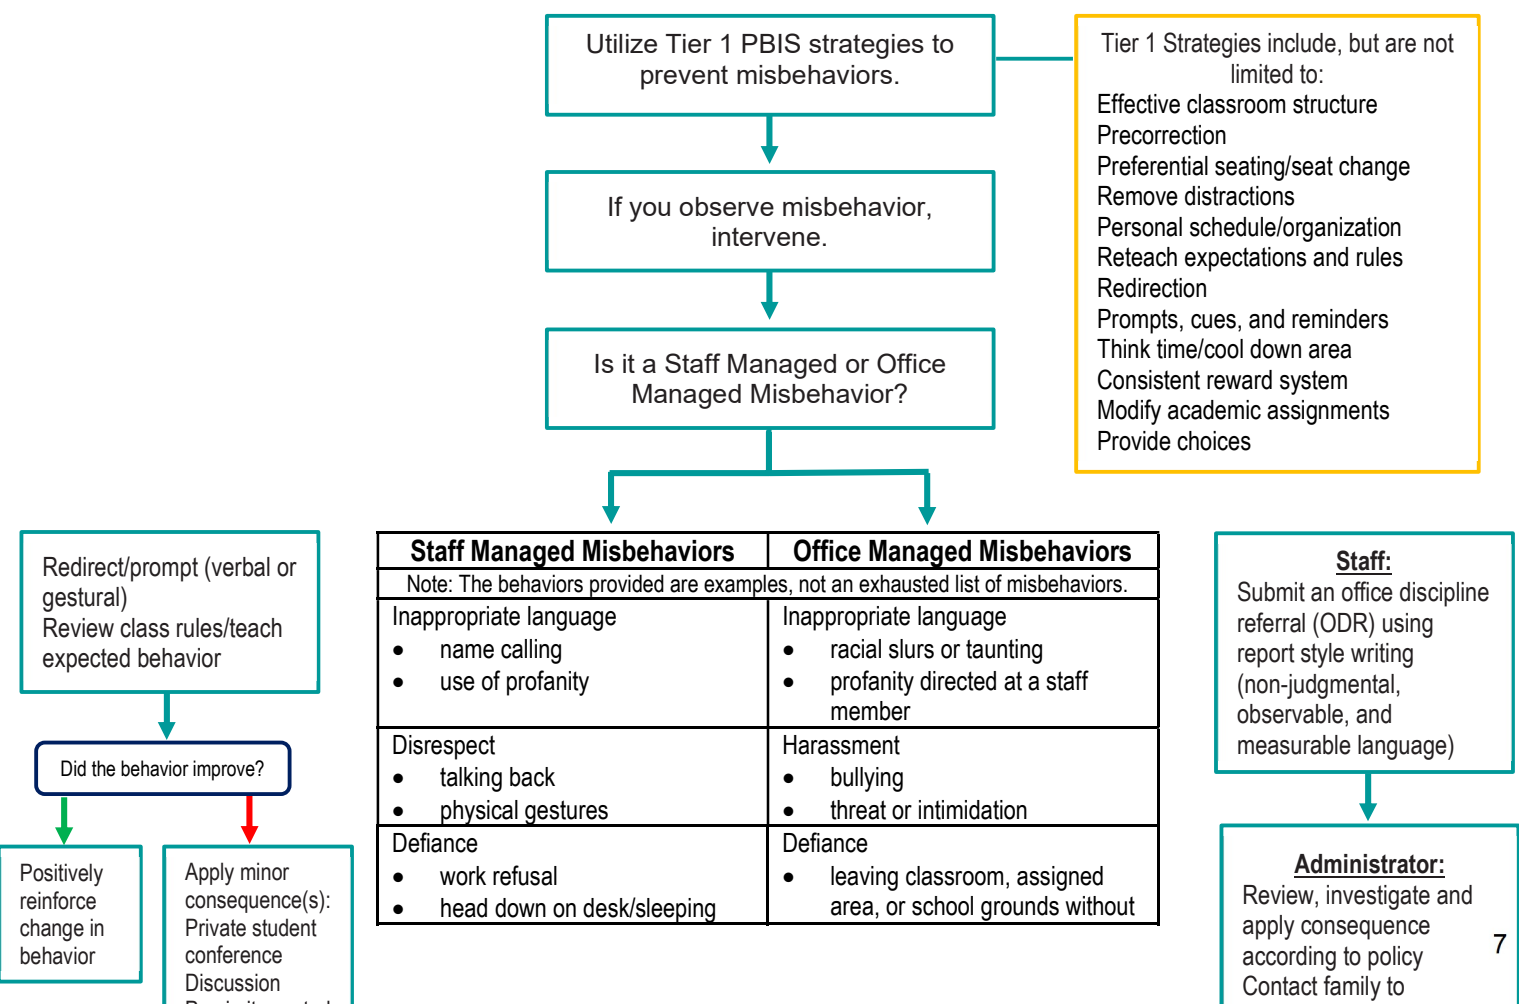 Utilize Tier 1 PBIS strategies to
prevent misbehaviors.
Tier 1 Strategies include, but are not
limited to:
Effective classroom structure
Precorrection
Preferential seating/seat change
Remove distractions
Personal schedule/organization
Reteach expectations and rules
Redirection
Prompts, cues, and reminders
Think time/cool down area
Consistent reward system
Modify academic assignments
Provide choices
If you observe misbehavior,
intervene.
Is it a Staff Managed or Office
Managed Misbehavior?
Redirect/prompt (verbal or
gestural)
Review class rules/teach
expected behavior
Did the behavior improve?
Positively
reinforce
change in
behavior
Apply minor
consequence(s):
Private student
conference
Discussion
Staff Managed Misbehaviors
Office Managed Misbehaviors
Note: The behaviors provided are examples, not an exhausted list of misbehaviors.
Inappropriate language
• name calling
• use of profanity
Inappropriate language
• racial slurs or taunting
• profanity directed at a staff
member
Disrespect
• talking back
• physical gestures
Harassment
• bullying
• threat or intimidation
Defiance
• work refusal
• head down on desk/sleeping
Defiance
• leaving classroom, assigned
area, or school grounds without
Staff:
Submit an office discipline
referral (ODR) using
report style writing
(non-judgmental,
observable, and
measurable language)
Administrator:
Review, investigate and
apply consequence
according to policy
Contact family to
7